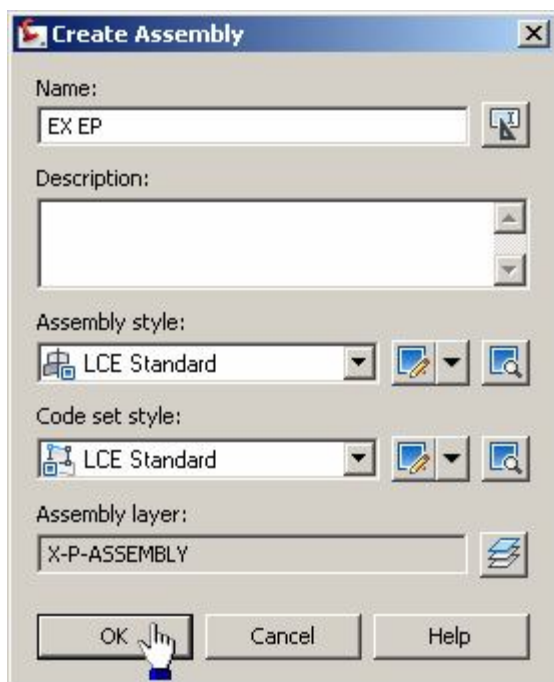 Create Assembly
Name:
EX EP
Description:
Assembly style:
LCE Standard
Code set style:
LCE Standard
Assembly layer:
X-P-ASSEMBLY
OK Cancel Help